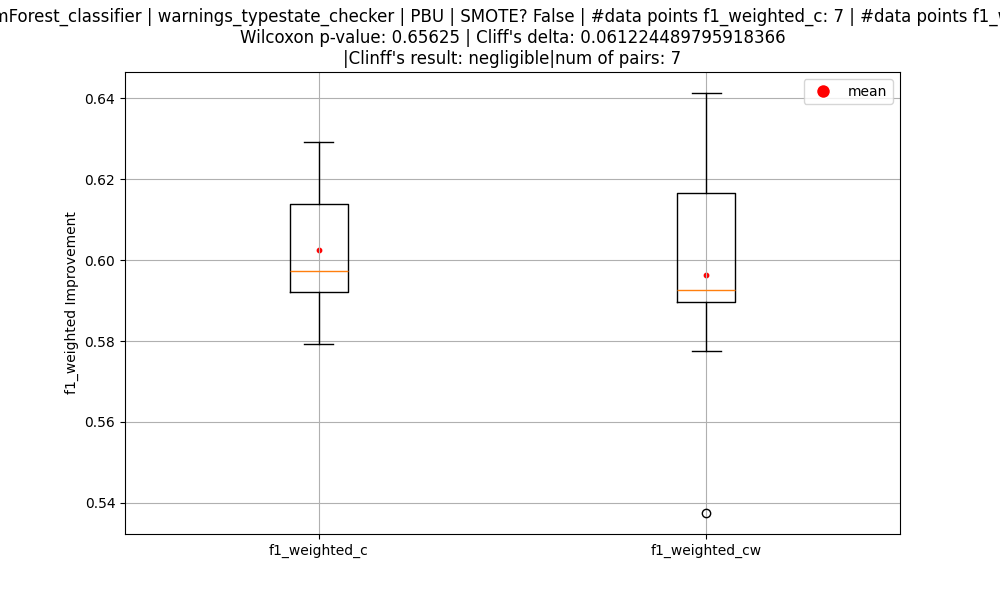 mForest_classifier | warnings_typestate_checker | PBU | SMOTE? False | #data points f1_weighted_c: 7 | #data points f1_w
Wilcoxon p-value: 0.65625 | Cliff's delta: 0.061224489795918366
|Clinff's result: negligible|num of pairs: 7
mean
f1_weighted Improvement
0.64
0.62
0.60
0.58
0.56
0.54
f1_weighted_c
f1_weighted_cw